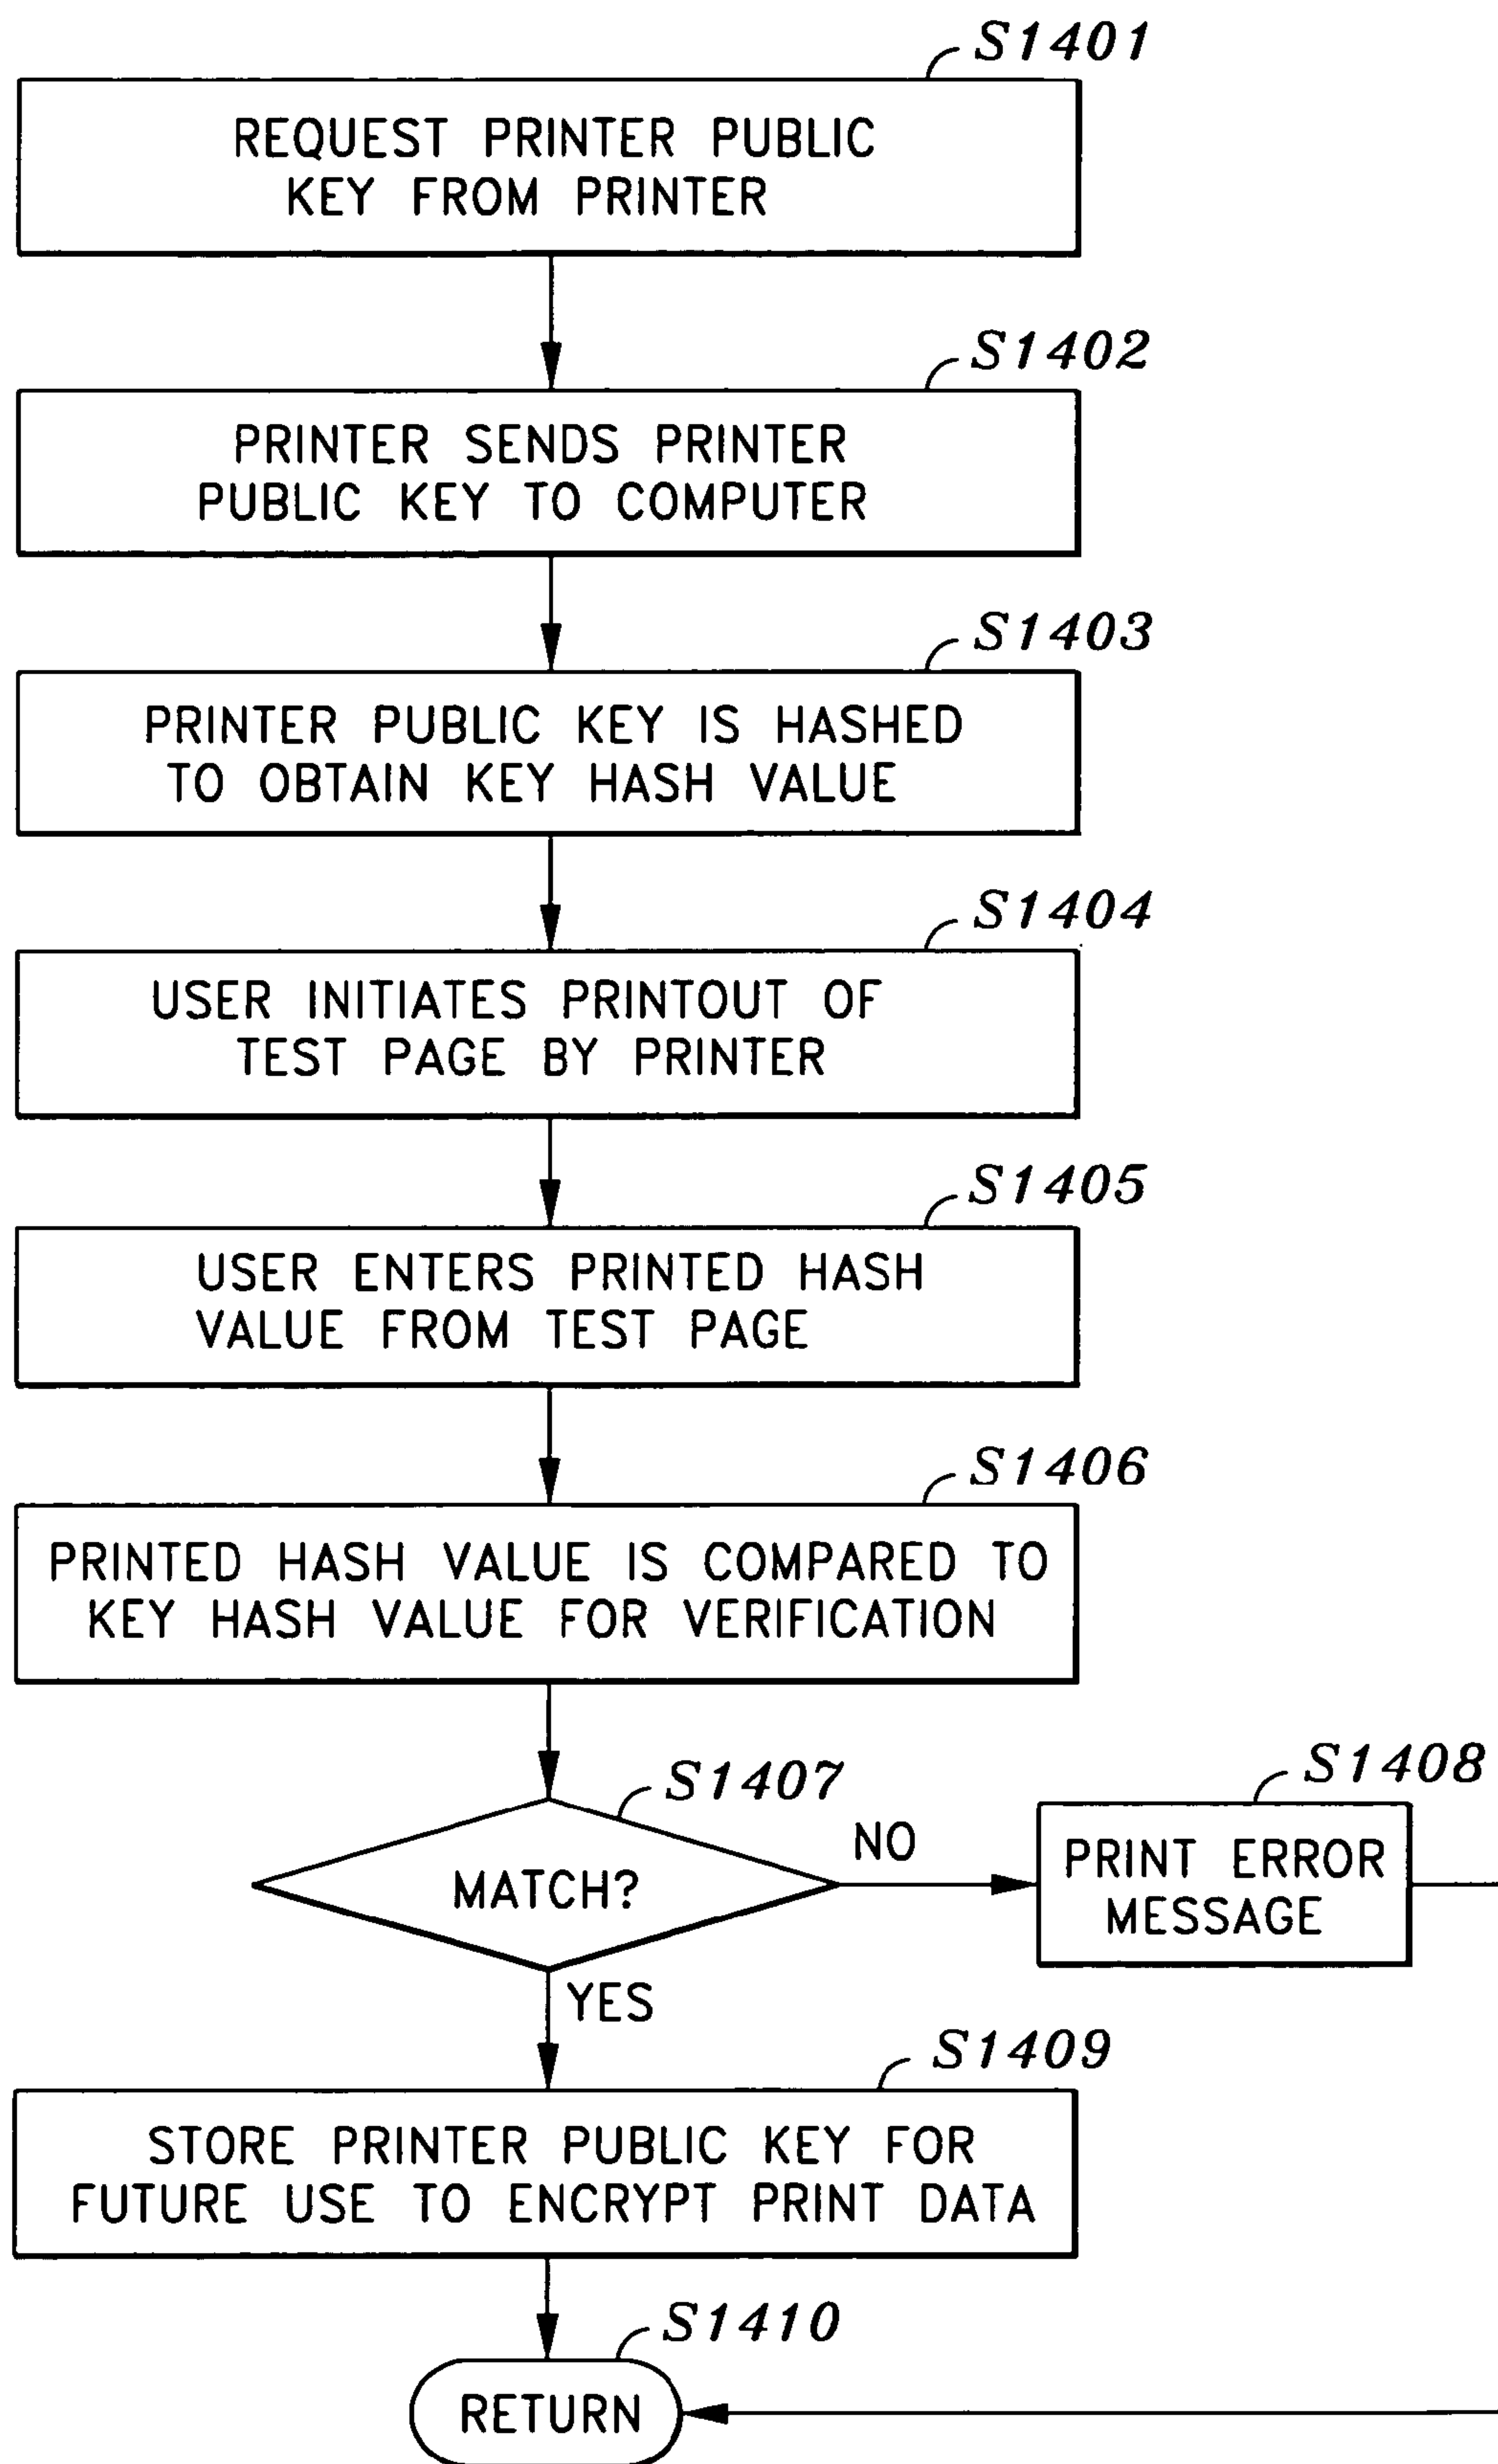 S1401
REQUEST PRINTER PUBLIC
KEY FROM PRINTER
S1402
PRINTER SENDS PRINTER
PUBLIC KEY TO COMPUTER
S1403
PRINTER PUBLIC KEY IS HASHED
TO OBTAIN KEY HASH VALUE
S1404
USER INITIATES PRINTOUT OF
TEST PAGE BY PRINTER
S1405
USER ENTERS PRINTED HASH
VALUE FROM TEST PAGE
S1406
PRINTED HASH VALUE IS COMPARED TO
KEY HASH VALUE FOR VERIFICATION
S1407
MATCH?
NO
S1408
PRINT ERROR
MESSAGE
YES
S1409
STORE PRINTER PUBLIC KEY FOR
FUTURE USE TO ENCRYPT PRINT DATA
S1410
RETURN